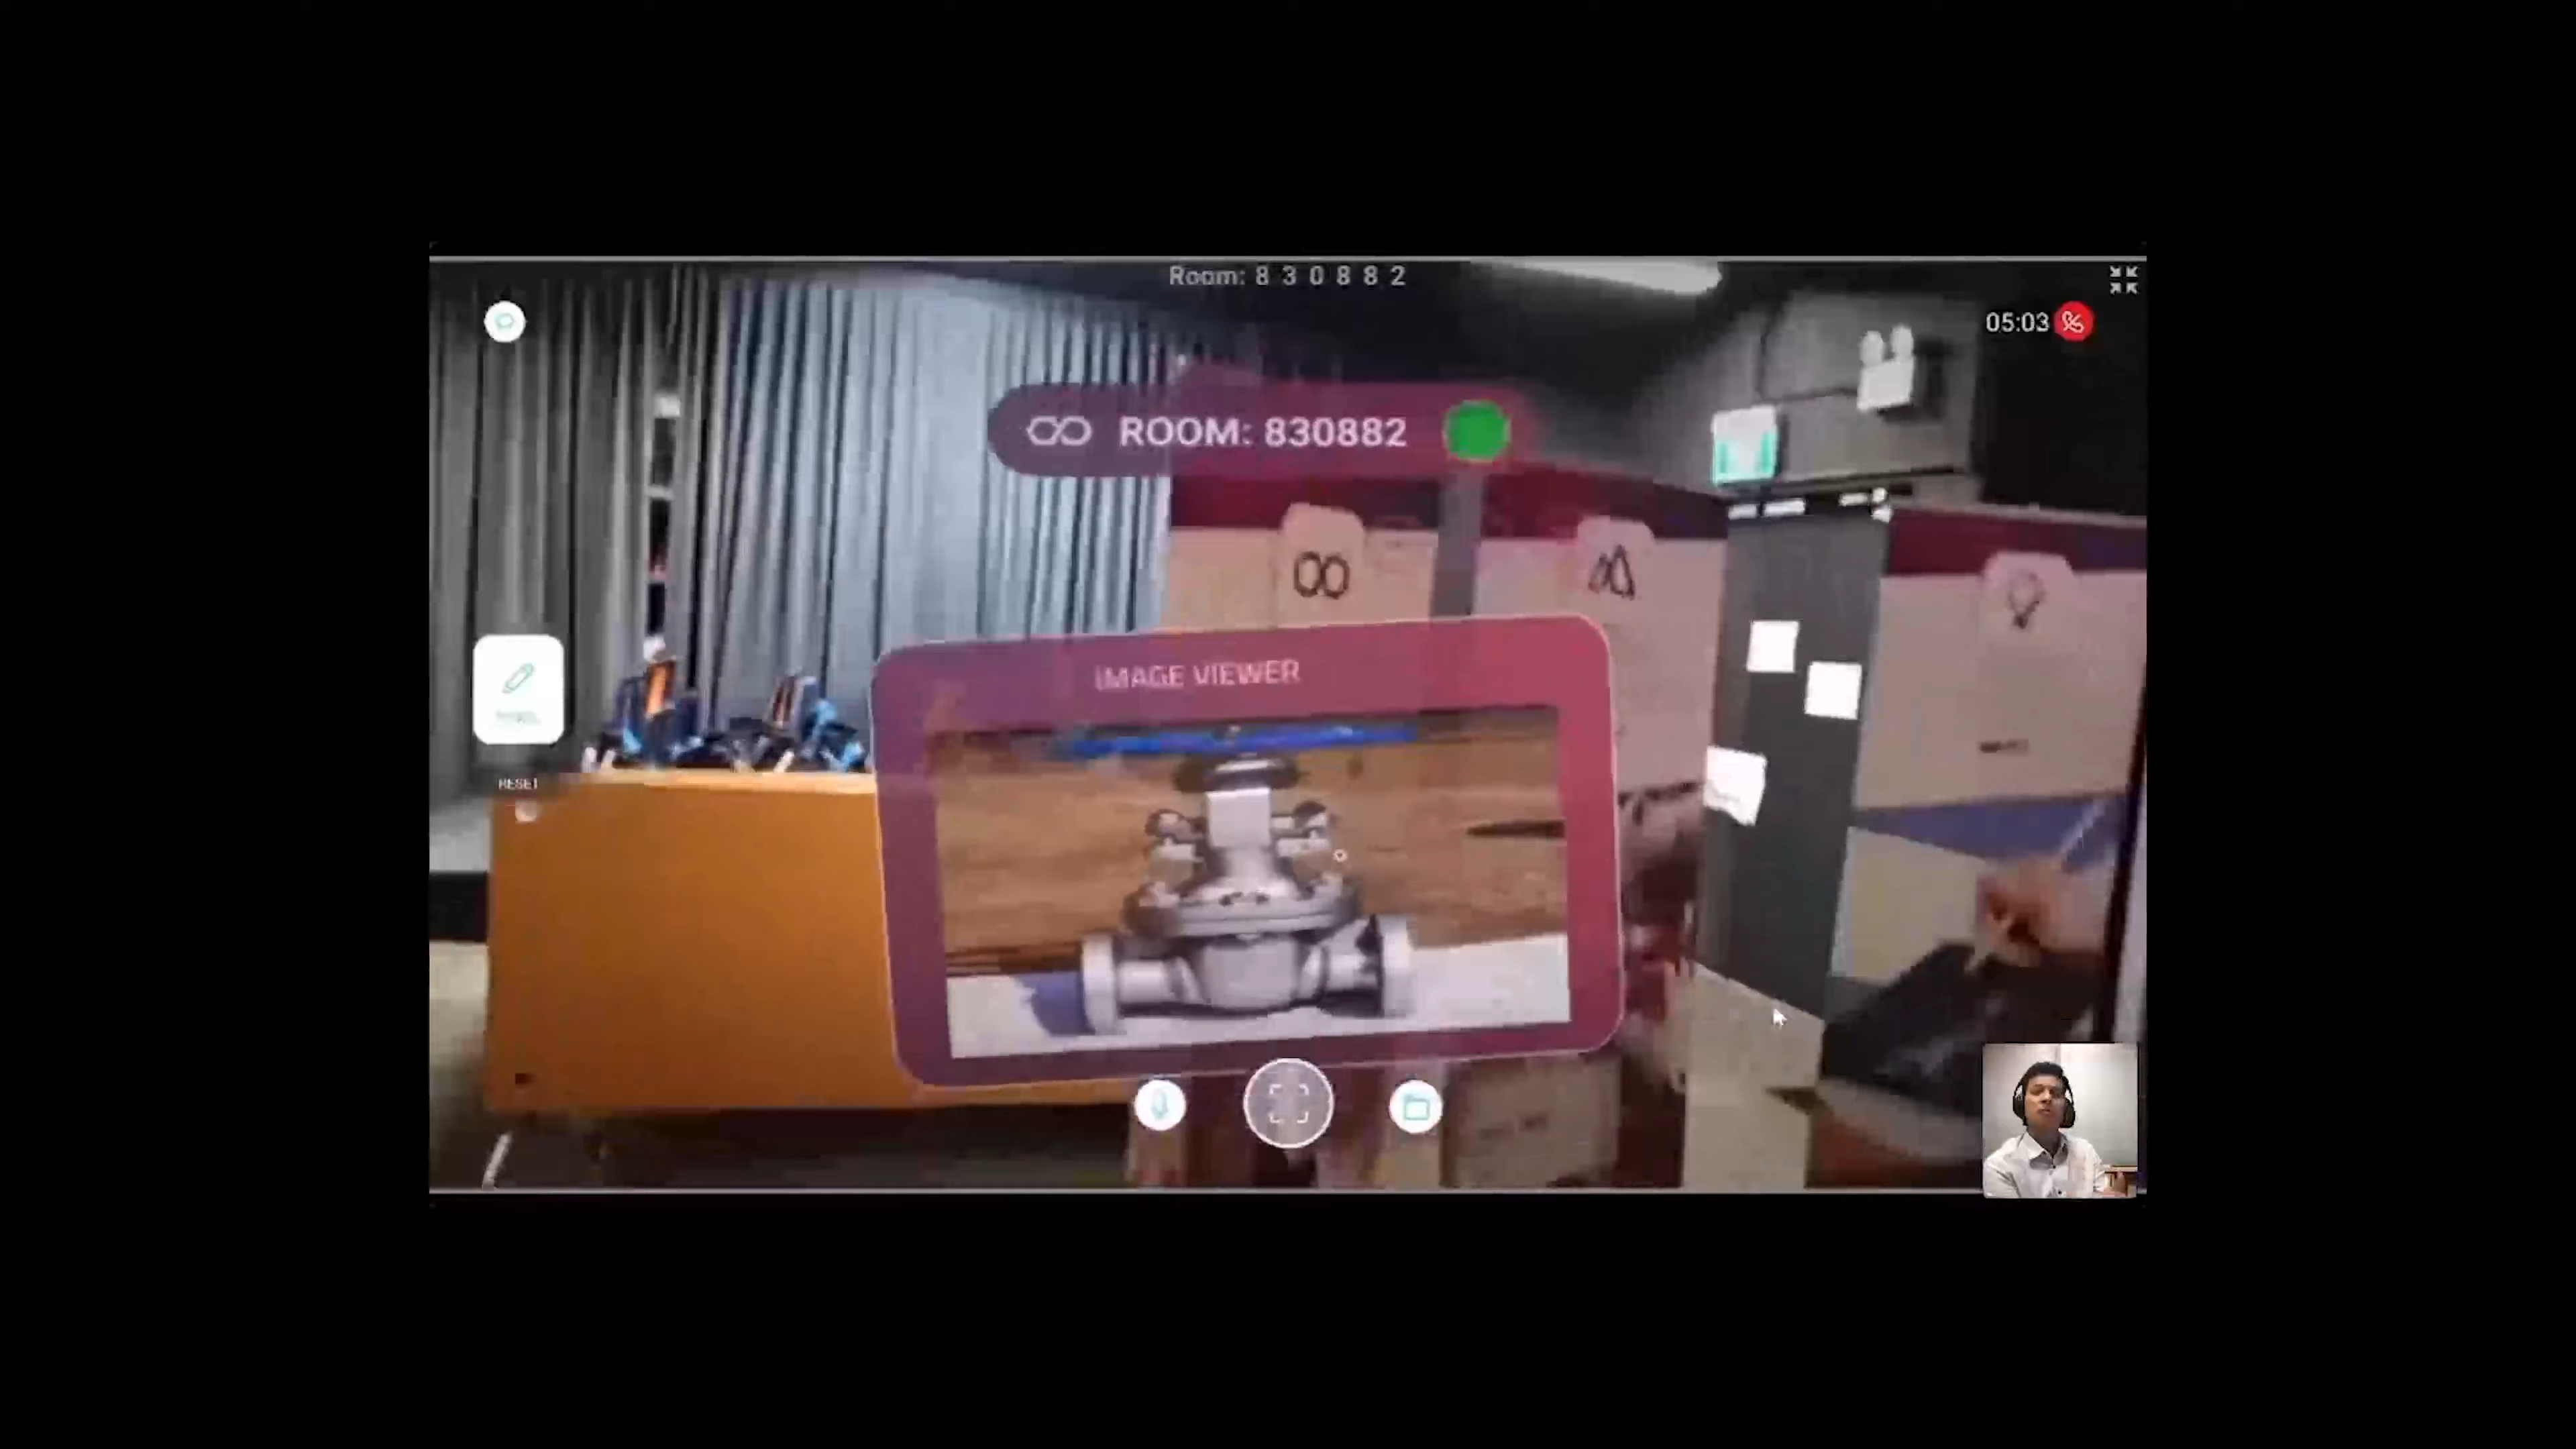 Room: 8 3 0 8 8 2
05:03
ROOM: 830882
IMAGE VIEWER
RESET